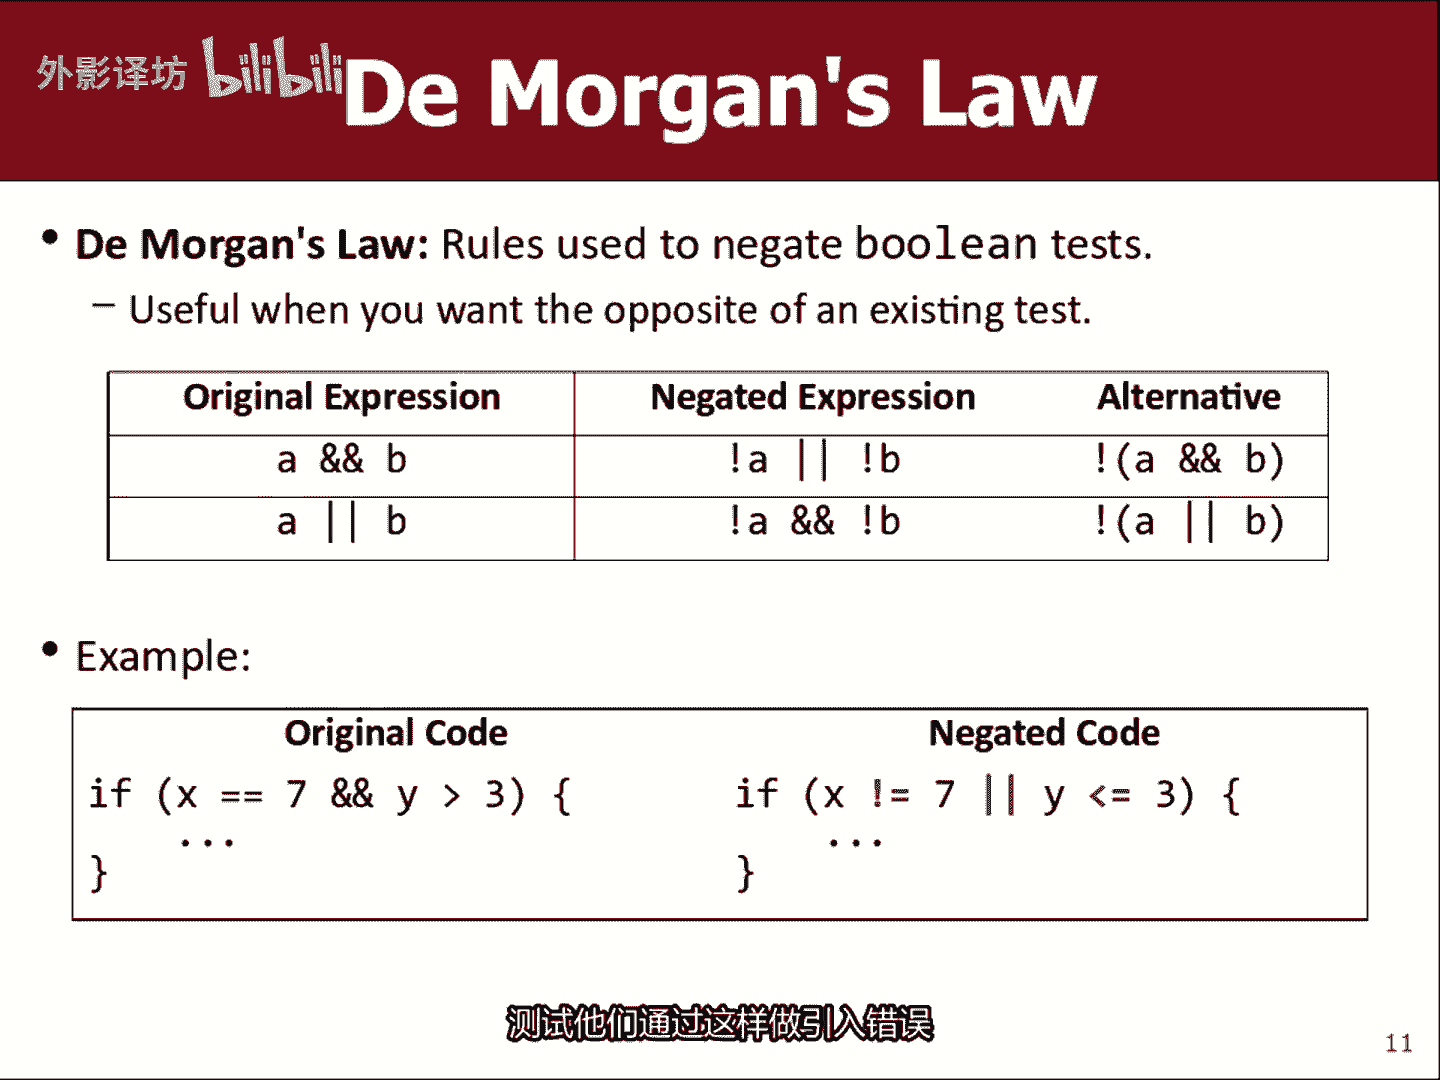 外影译坊 bilibili
De Morgan's Law
• De Morgan's Law: Rules used to negate boolean tests.
– Useful when you want the opposite of an existing test.
Original Expression Negated Expression Alternative
a && b !a || !b !(a && b)
a || b !a && !b !(a || b)
• Example:
Original Code Negated Code
if (x == 7 && y > 3) { if (x != 7 || y <= 3) {
... ...
} }
测试他们通过这样做引入错误
11